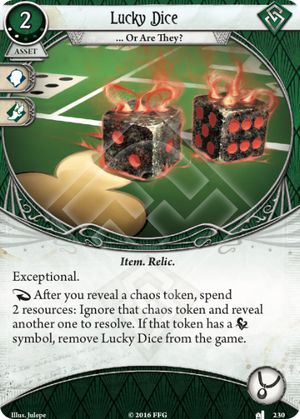 2
Lucky Dice
... Or Are They?
ASSET
Item. Relic.
Exceptional.
After you reveal a chaos token, spend
2 resources: Ignore that chaos token and reveal
another one to resolve. If that token has a
symbol, remove Lucky Dice from the game.
Illus. Julepe
© 2016 FFG
230